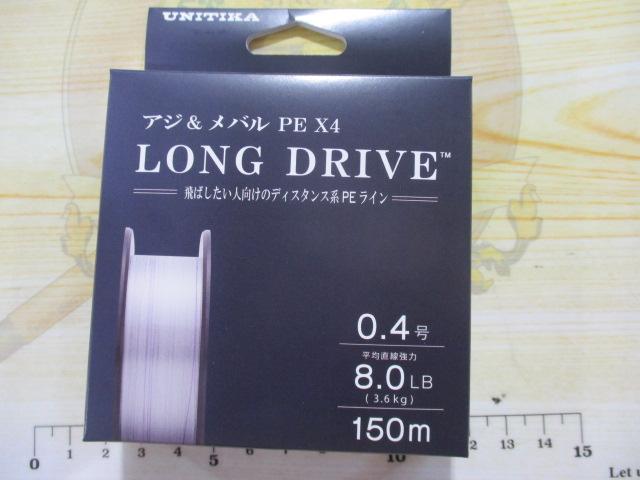 UNITIKA
アジ & メバル PE X4
LONG DRIVE™
飛ばしたい人向けのディスタンス系PEライン
0.4号
平均直線強力
8.0LB
(3.6kg)
150m
0 1 2 3 4 5 10 12 13 14 15
Let u